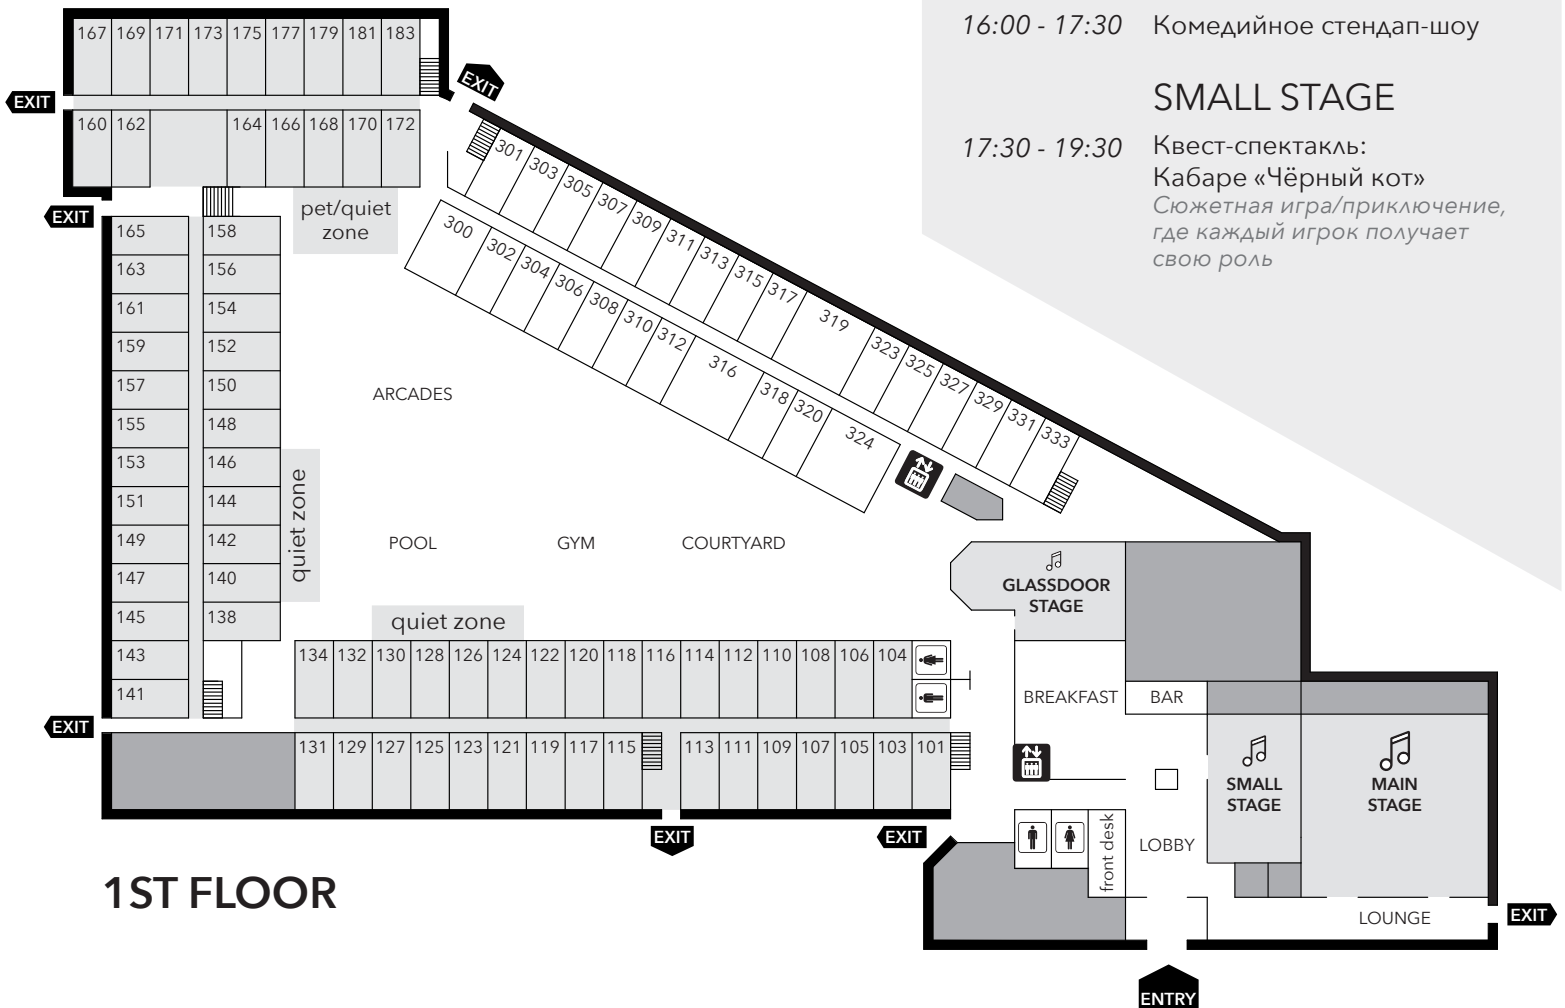 16:00 - 17:30 Комедийное стендап-шоу
SMALL STAGE
17:30 - 19:30 Квест-спектакль:
Кабаре «Чёрный кот»
Сюжетная игра/приключение,
где каждый игрок получает
свою роль
167 169 171 173 175 177 179 181 183
EXIT
EXIT
160 162 164 166 168 170 172
EXIT
pet/quiet
zone
165 158
163 156
161 154
159 152
157 150
155 148
153 146
151 144
149 142
147 140
145 138
143
141
quiet zone
301 303 305 307 309 311 313 315 317 319 323 325 327 329 331 333
300 302 304 306 308 310 312 316 318 320 324
ARCADES
POOL GYM COURTYARD
quiet zone
134 132 130 128 126 124 122 120 118 116 114 112 110 108 106 104
EXIT
131 129 127 125 123 121 119 117 115 113 111 109 107 105 103 101
EXIT
EXIT
GLASSDOOR
STAGE
BREAKFAST BAR
SMALL
STAGE
MAIN
STAGE
front desk
LOBBY
LOUNGE
EXIT
ENTRY
1ST FLOOR